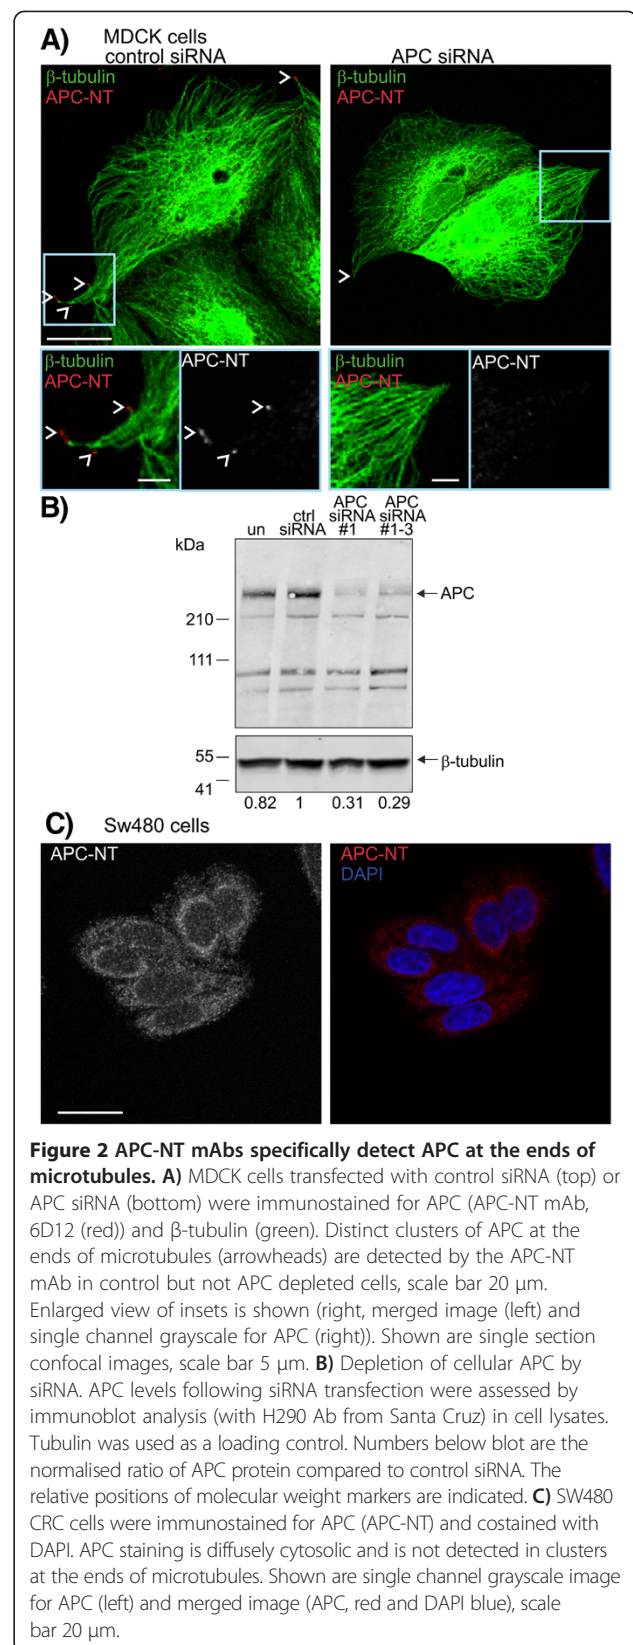 A) MDCK cells
control siRNA
APC siRNA
β-tubulin
APC-NT
β-tubulin
APC-NT
β-tubulin
APC-NT
APC-NT
β-tubulin
APC-NT
APC-NT
B)
kDa
un
ctrl
siRNA
APC
siRNA
#1
APC
siRNA
#1-3
APC
210
111
55
41
β-tubulin
0.82 1 0.31 0.29
C) Sw480 cells
APC-NT
APC-NT
DAPI
Figure 2 APC-NT mAbs specifically detect APC at the ends of
microtubules. A) MDCK cells transfected with control siRNA (top) or
APC siRNA (bottom) were immunostained for APC (APC-NT mAb,
6D12 (red)) and β-tubulin (green). Distinct clusters of APC at the
ends of microtubules (arrowheads) are detected by the APC-NT
mAb in control but not APC depleted cells, scale bar 20 μm.
Enlarged view of insets is shown (right, merged image (left) and
single channel grayscale for APC (right)). Shown are single section
confocal images, scale bar 5 μm. B) Depletion of cellular APC by
siRNA. APC levels following siRNA transfection were assessed by
immunoblot analysis (with H290 Ab from Santa Cruz) in cell lysates.
Tubulin was used as a loading control. Numbers below blot are the
normalised ratio of APC protein compared to control siRNA. The
relative positions of molecular weight markers are indicated. C) SW480
CRC cells were immunostained for APC (APC-NT) and costained with
DAPI. APC staining is diffusely cytosolic and is not detected in clusters
at the ends of microtubules. Shown are single channel grayscale image
for APC (left) and merged image (APC, red and DAPI blue), scale
bar 20 μm.